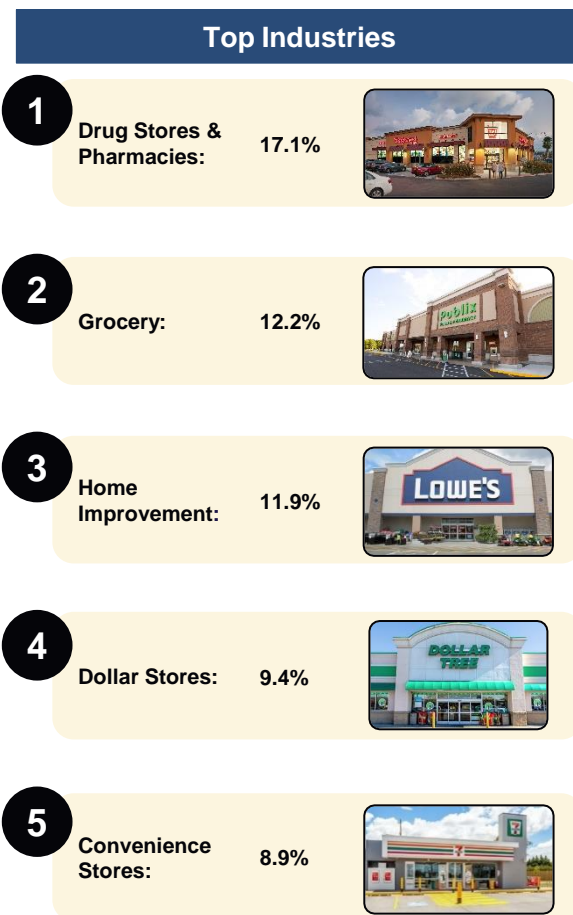 Top Industries
1
Drug Stores &
Pharmacies:
17.1%
2
Grocery:
12.2%
Publix
3
Home
Improvement:
11.9%
LOWE'S
4
Dollar Stores:
9.4%
DOLLAR
TREE
5
Convenience
Stores:
8.9%
7